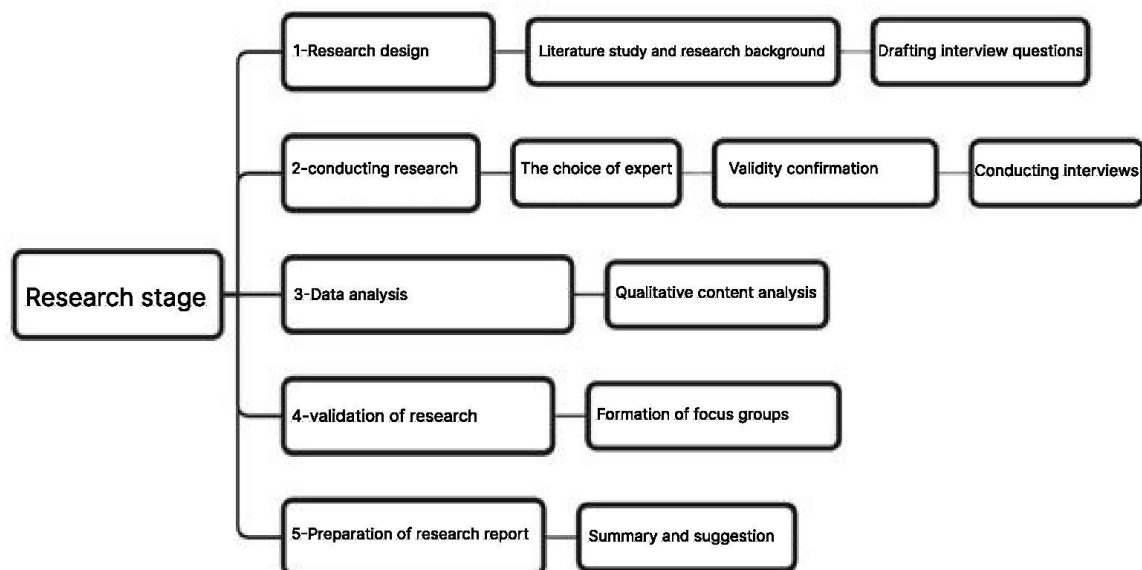 1-Research design
Literature study and research background
Drafting interview questions
2-conducting research
The choice of expert
Validity confirmation
Conducting interviews
Research stage
3-Data analysis
Qualitative content analysis
4-validation of research
Formation of focus groups
5-Preparation of research report
Summary and suggestion